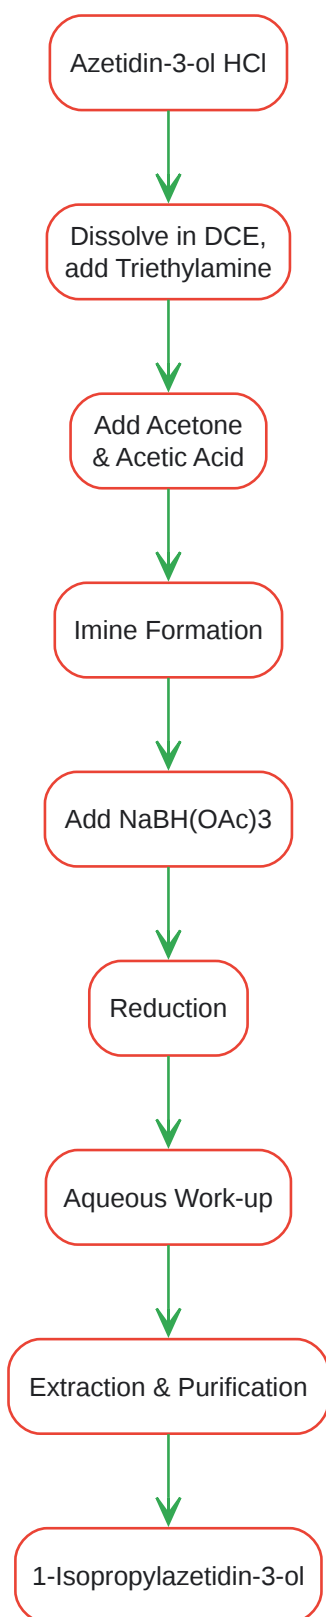 Azetidin-3-ol HCl
Dissolve in DCE,
add Triethylamine
Add Acetone
& Acetic Acid
Imine Formation
Add NaBH(OAc)3
Reduction
Aqueous Work-up
Extraction & Purification
1-Isopropylazetidin-3-ol